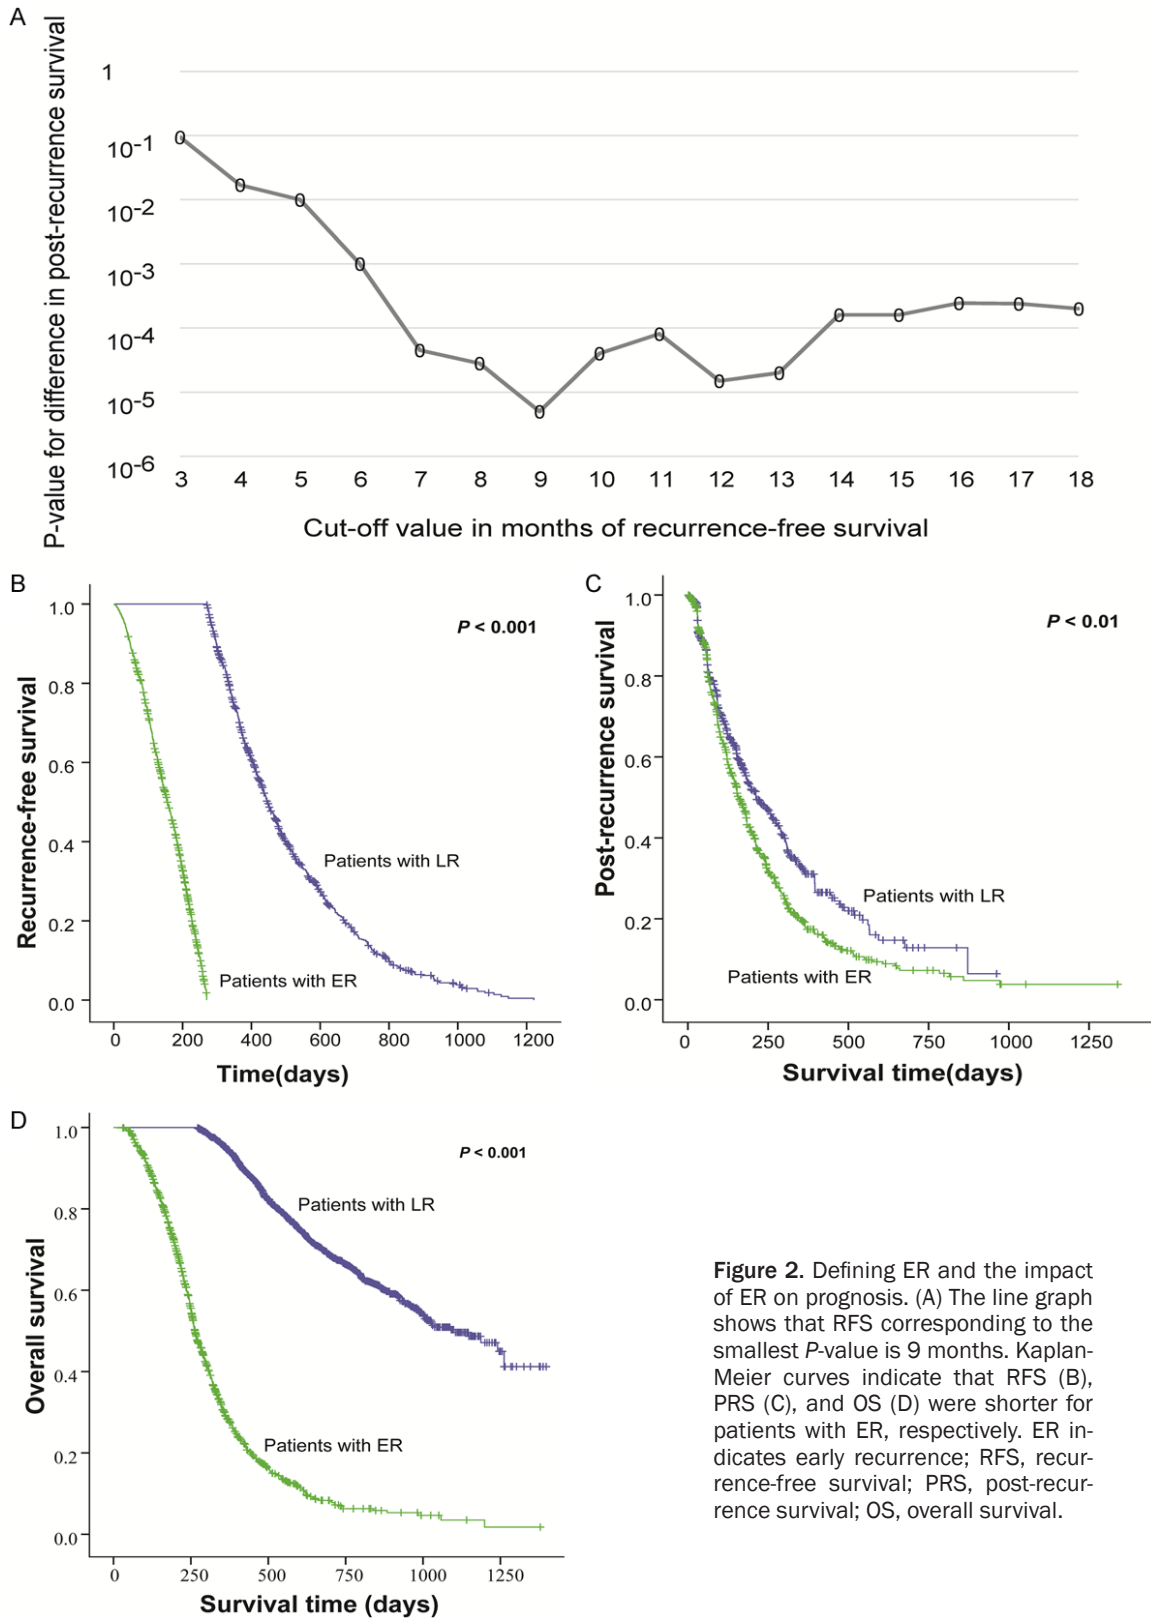 A
P-value for difference in post-recurrence survival
1
10-1
10-2
10-3
10-4
10-5
10-6
3 4 5 6 7 8 9 10 11 12 13 14 15 16 17 18
Cut-off value in months of recurrence-free survival
B
Recurrence-free survival
1.0
0.8
0.6
0.4
0.2
0.0
P < 0.001
Patients with LR
Patients with ER
0 200 400 600 800 1000 1200
Time(days)
C
Post-recurrence survival
1.0
0.8
0.6
0.4
0.2
0.0
P < 0.01
Patients with LR
Patients with ER
0 250 500 750 1000 1250
Survival time(days)
D
Overall survival
1.0
0.8
0.6
0.4
0.2
0.0
P < 0.001
Patients with LR
Patients with ER
0 250 500 750 1000 1250
Survival time (days)
Figure 2. Defining ER and the impact
of ER on prognosis. (A) The line graph
shows that RFS corresponding to the
smallest P-value is 9 months. Kaplan-
Meier curves indicate that RFS (B),
PRS (C), and OS (D) were shorter for
patients with ER, respectively. ER in-
dicates early recurrence; RFS, recur-
rence-free survival; PRS, post-recur-
rence survival; OS, overall survival.